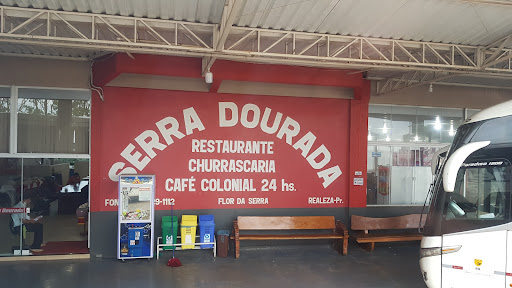 SERRA DOURADA
RESTAURANTE
CHURRASCARIA
CAFÉ COLONIAL 24 hs.
FLOR DA SERRA
REALEZA-Pr.